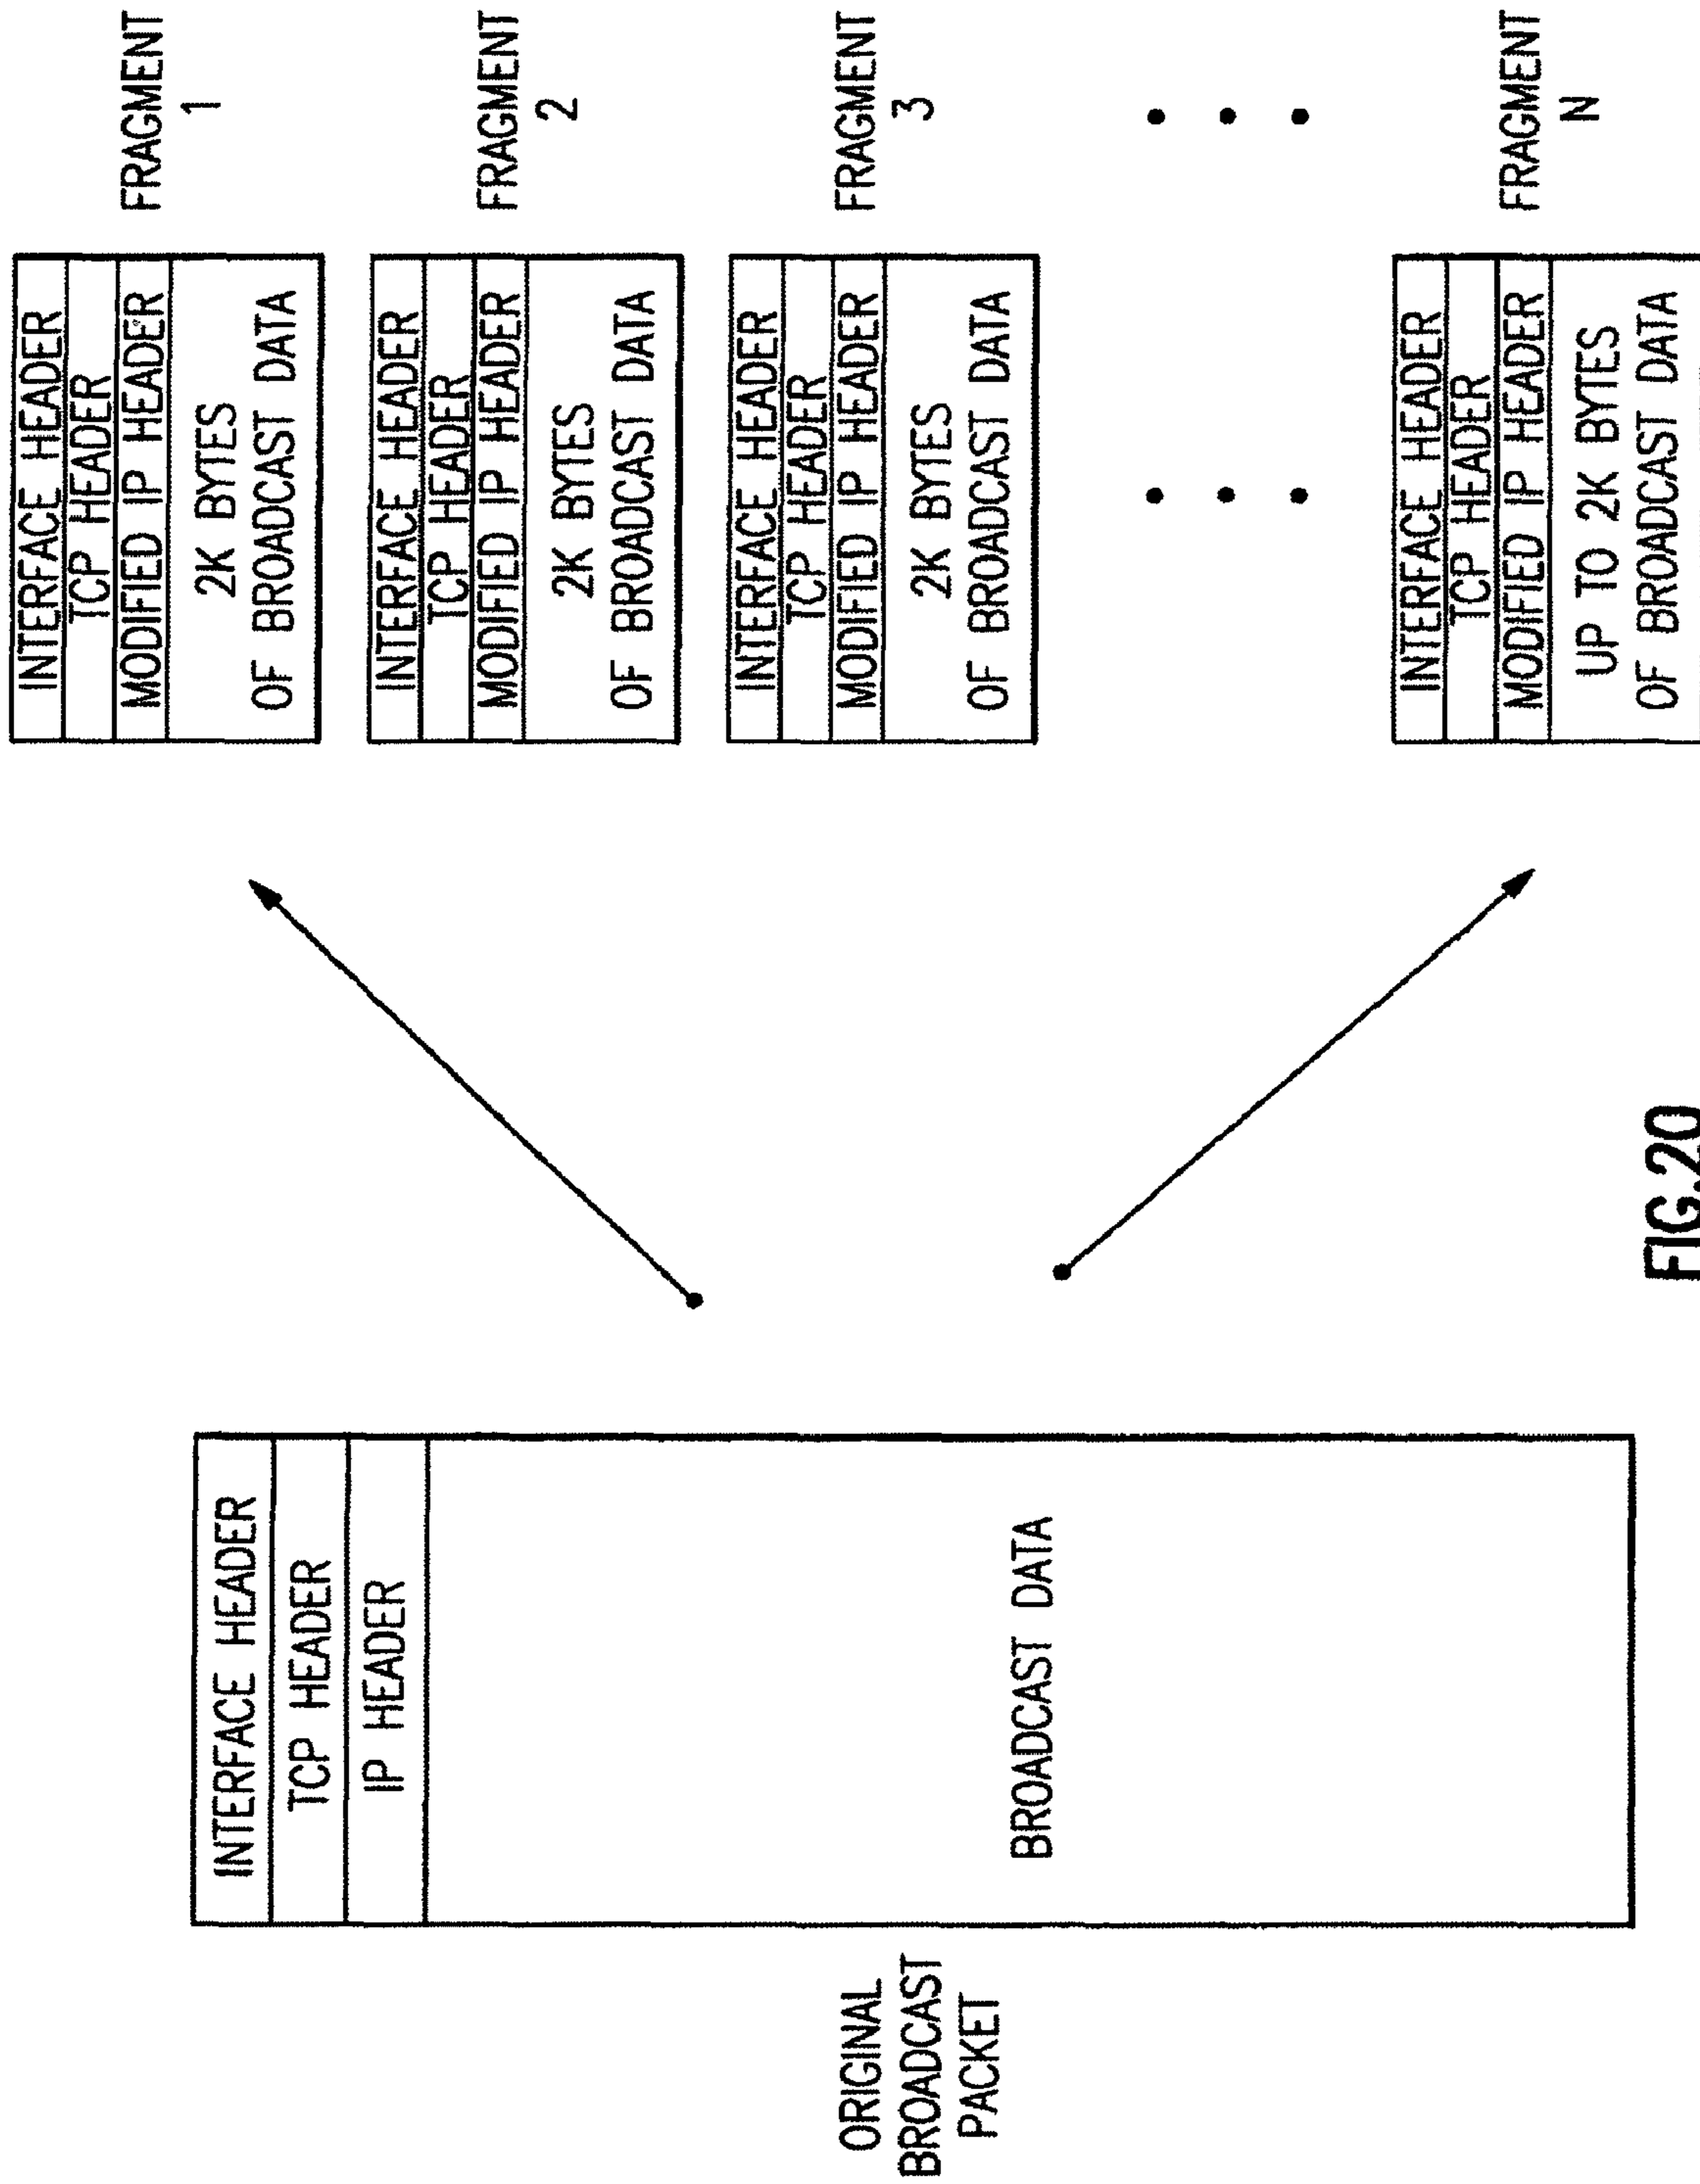 ORIGINAL
BROADCAST
PACKET
INTERFACE HEADER
TCP HEADER
IP HEADER
BROADCAST DATA
INTERFACE HEADER
TCP HEADER
MODIFIED IP HEADER
2K BYTES
OF BROADCAST DATA
FRAGMENT
1
INTERFACE HEADER
TCP HEADER
MODIFIED IP HEADER
2K BYTES
OF BROADCAST DATA
FRAGMENT
2
INTERFACE HEADER
TCP HEADER
MODIFIED IP HEADER
2K BYTES
OF BROADCAST DATA
FRAGMENT
3
INTERFACE HEADER
TCP HEADER
MODIFIED IP HEADER
UP TO 2K BYTES
OF BROADCAST DATA
FRAGMENT
N
FIG.20